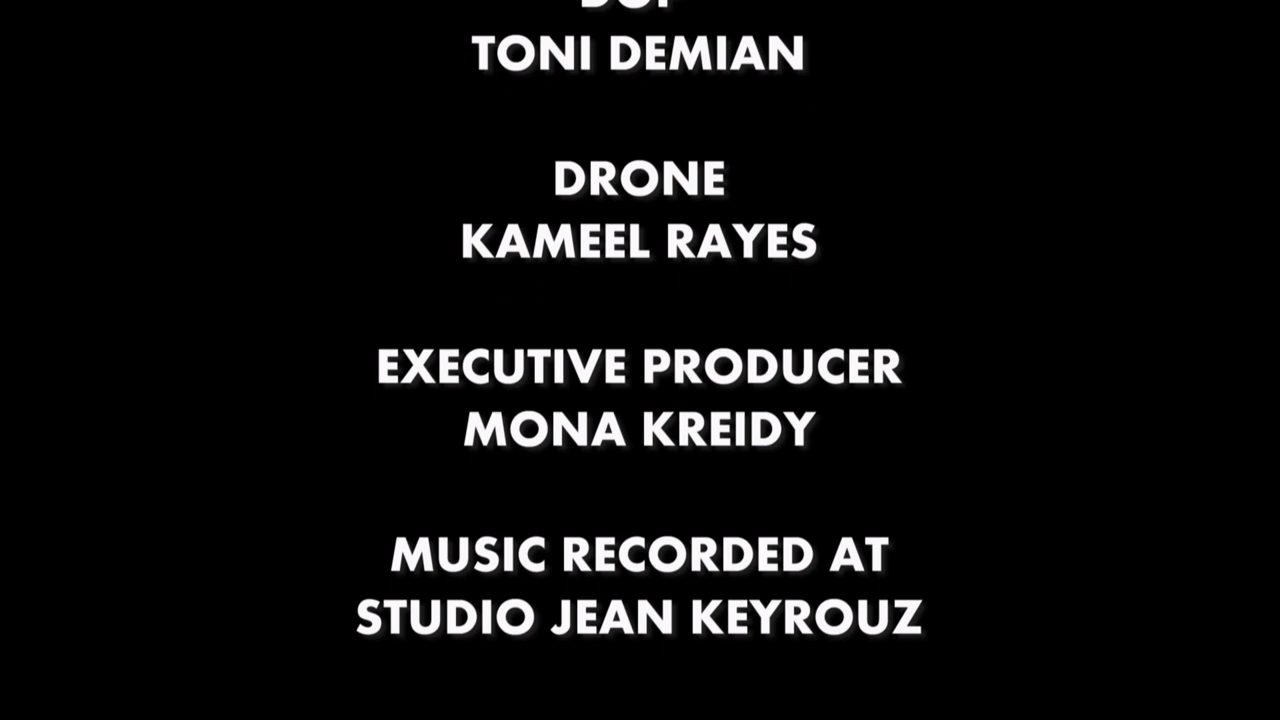 TONI DEMIAN
DRONE
KAMEEL RAYES
EXECUTIVE PRODUCER
MONA KREIDY
MUSIC RECORDED AT
STUDIO JEAN KEYROUZ